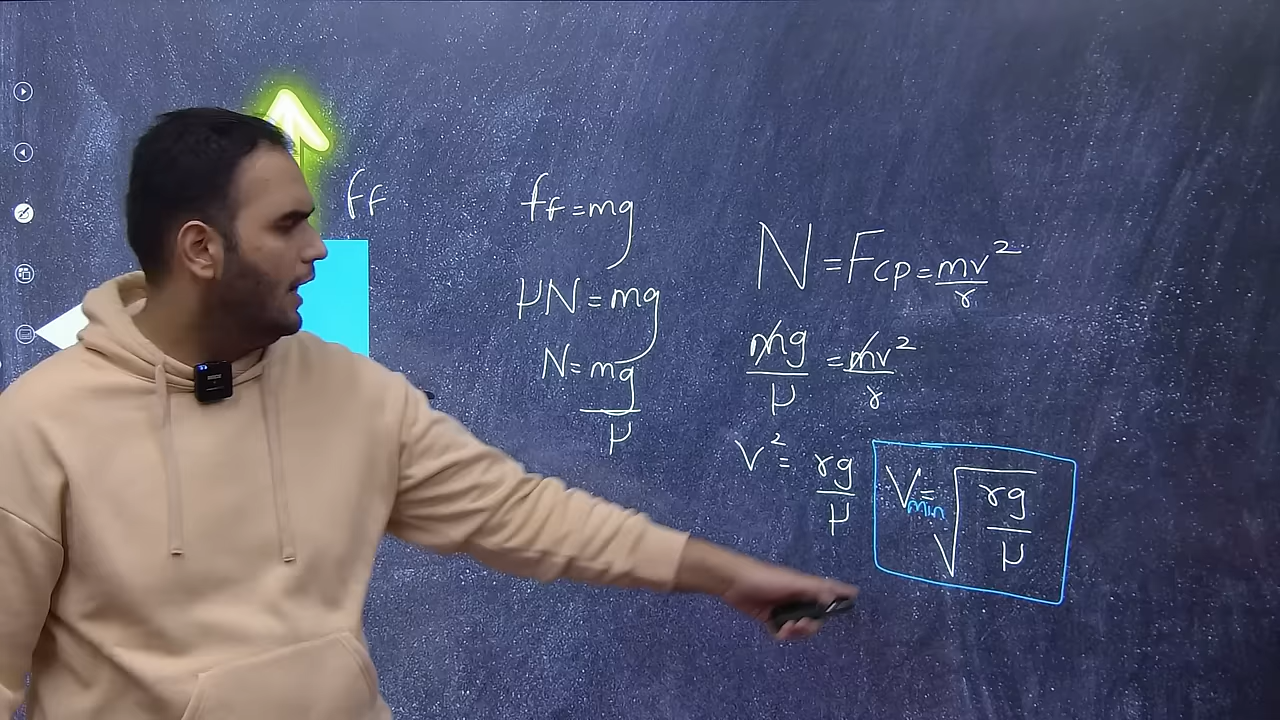 ff
ff=mg
μN=mg
N=mg/μ
N=Fcp=mv²/r
mg/μ=mv²/r
v²=rg/μ
Vmin=√(rg/μ)